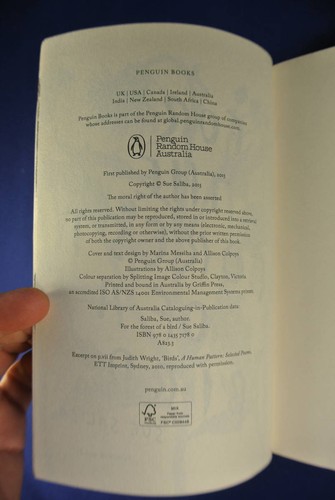 PENGUIN BOOKS
UK | USA | Canada | Ireland | Australia
India | New Zealand | South Africa | China
Penguin Books is part of the Penguin Random House group of companies
whose addresses can be found at global.penguinrandomhouse.com.
Penguin
Random House
Australia
First published by Penguin Group (Australia), 2015
Copyright © Sue Saliba, 2015
The moral right of the author has been asserted
All rights reserved. Without limiting the rights under copyright reserved above,
no part of this publication may be reproduced, stored in or introduced into a retrieval
system, or transmitted, in any form or by any means (electronic, mechanical,
photocopying, recording or otherwise), without the prior written permission
of both the copyright owner and the above publisher of this book.
Cover and text design by Marina Messiha and Allison Colpoys
© Penguin Group (Australia)
Illustrations by Allison Colpoys
Colour separation by Splitting Image Colour Studio, Clayton, Victoria
Printed and bound in Australia by Griffin Press,
an accredited ISO AS/NZS 14001 Environmental Management Systems printer.
National Library of Australia Cataloguing-in-Publication data:
Saliba, Sue, author.
For the forest of a bird / Sue Saliba.
ISBN 978 0 1435 7178 0
A823.3
Excerpt on p108 from Judith Wright, 'Birds', A Human Pattern: Selected Poems,
ETT Imprint, Sydney, 2010, reproduced with permission.
penguin.com.au
FSC
MIX